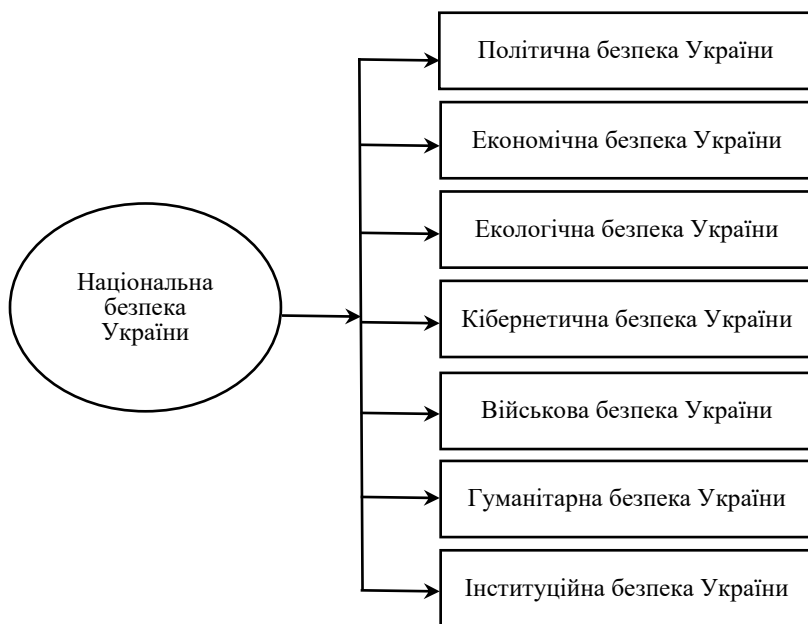 Політична безпека України
Економічна безпека України
Екологічна безпека України
Національна
безпека
України
Кібернетична безпека України
Військова безпека України
Гуманітарна безпека України
Інституційна безпека України